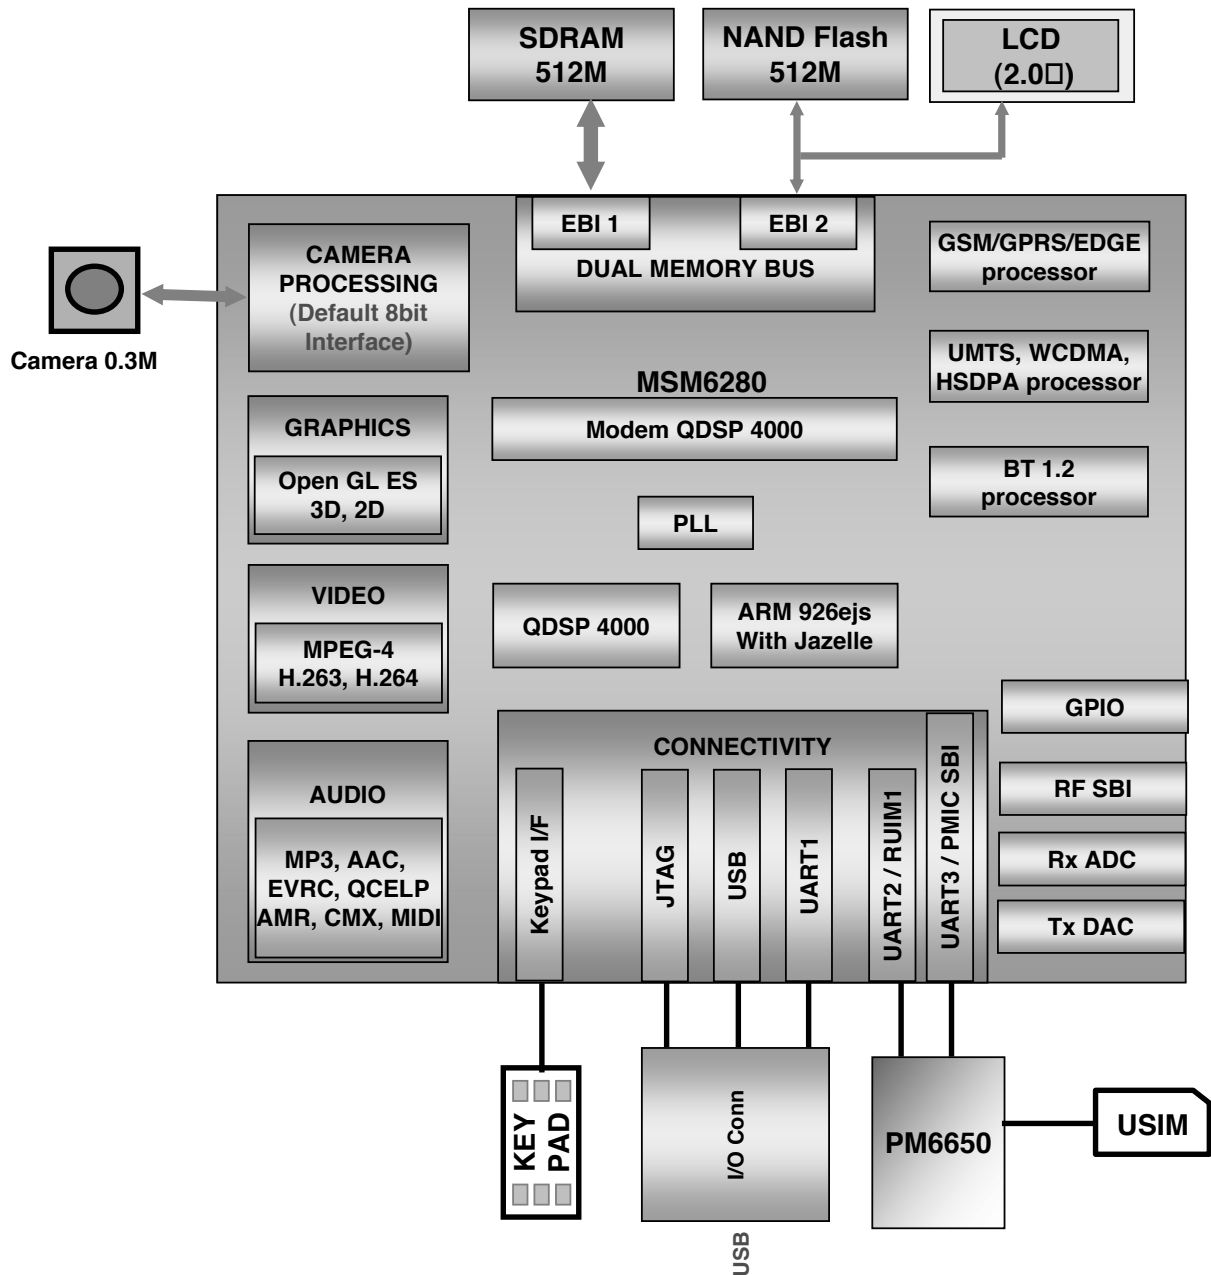 SDRAM
512M
NAND Flash
512M
LCD
(2.0□)
EBI 1
EBI 2
DUAL MEMORY BUS
CAMERA
PROCESSING
(Default 8bit
Interface)
Camera 0.3M
GSM/GPRS/EDGE
processor
UMTS, WCDMA,
HSDPA processor
BT 1.2
processor
MSM6280
Modem QDSP 4000
PLL
QDSP 4000
ARM 926ejs
With Jazelle
GRAPHICS
Open GL ES
3D, 2D
VIDEO
MPEG-4
H.263, H.264
AUDIO
MP3, AAC,
EVRC, QCELP
AMR, CMX, MIDI
CONNECTIVITY
Keypad I/F
JTAG
USB
UART1
UART2 / RUIM1
UART3 / PMIC SBI
GPIO
RF SBI
Rx ADC
Tx DAC
KEY
PAD
I/O Conn
USB
PM6650
USIM